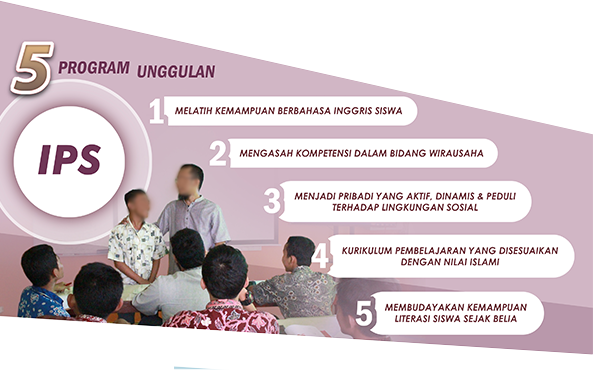 5 PROGRAM UNGGULAN
IPS
1 MELATIH KEMAMPUAN BERBAHASA INGGRIS SISWA
2 MENGASAH KOMPETENSI DALAM BIDANG WIRAUSAHA
3 MENJADI PRIBADI YANG AKTIF, DINAMIS & PEDULI
TERHADAP LINGKUNGAN SOSIAL
4 KURIKULUM PEMBELAJARAN YANG DISESUAIKAN
DENGAN NILAI ISLAMI
5 MEMBUDAYAKAN KEMAMPUAN
LITERASI SISWA SEJAK BELIA